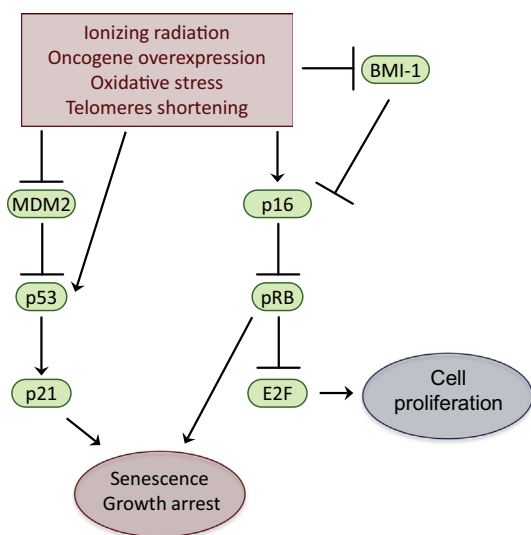 Ionizing radiation
Oncogene overexpression
Oxidative stress
Telomeres shortening
BMI-1
MDM2
p16
p53
pRB
p21
E2F
Cell
proliferation
Senescence
Growth arrest